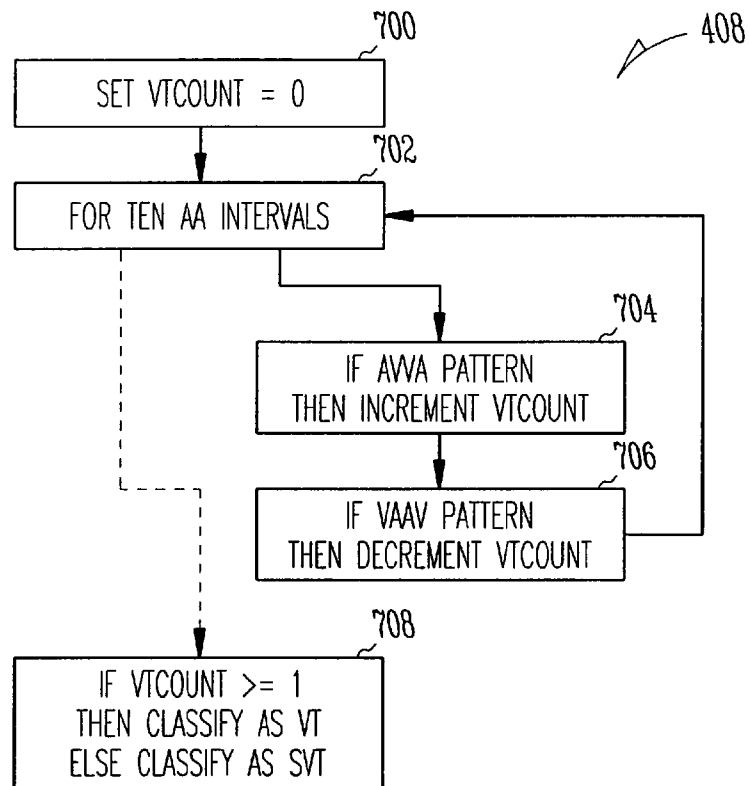 700
408
SET VTCOUNT = 0
702
FOR TEN AA INTERVALS
704
IF AVVA PATTERN
THEN INCREMENT VTCOUNT
706
IF VAAV PATTERN
THEN DECREMENT VTCOUNT
708
IF VTCOUNT >= 1
THEN CLASSIFY AS VT
ELSE CLASSIFY AS SVT